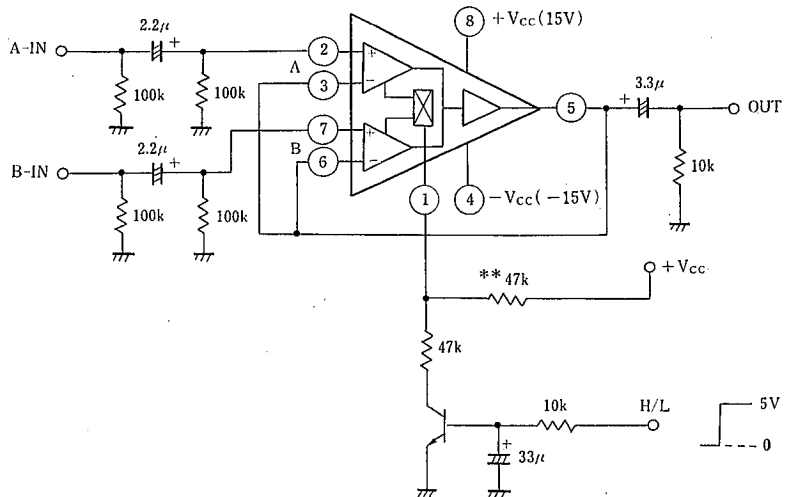 2.2μ
+
8
+Vcc(15V)
A-IN
2
+
A
3
−
100k
100k
3.3μ
+
5
OUT
2.2μ
+
7
+
B
6
−
B-IN
1
4
−Vcc(−15V)
10k
100k
100k
+Vcc
**47k
47k
10k
H/L
5V
0
+
33μ